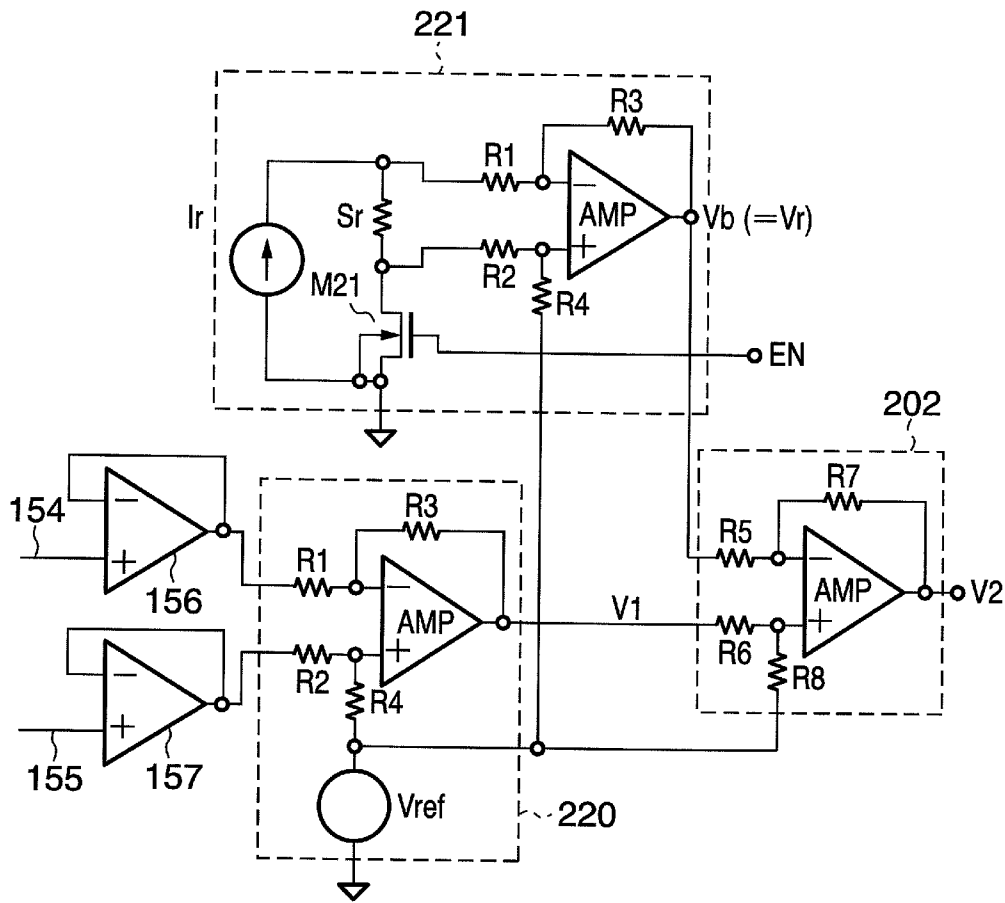 221
R3
R1
−
Ir
Sr
AMP
Vb (=Vr)
R2
+
M21
R4
EN
202
R7
−
R3
154
R5
−
+
R1
−
AMP
V2
156
V1
AMP
+
−
R2
+
R6
R8
R4
+
155
157
Vref
220